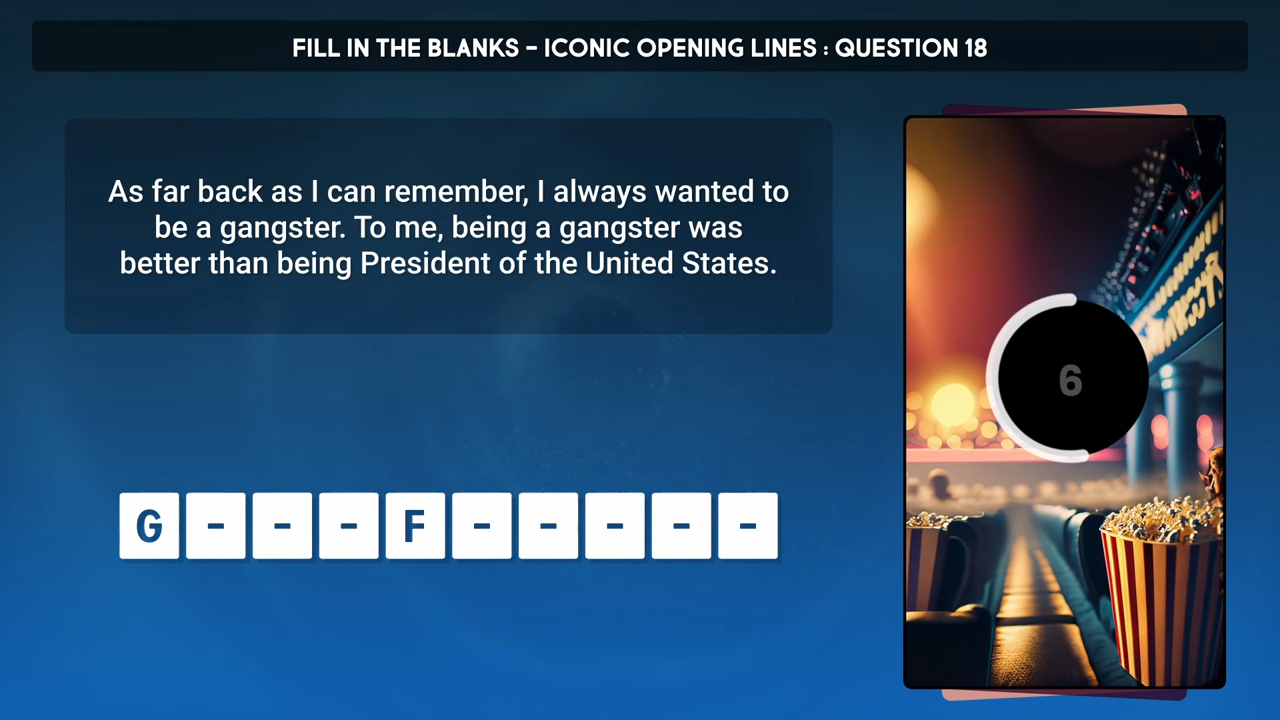 FILL IN THE BLANKS - ICONIC OPENING LINES : QUESTION 18
As far back as I can remember, I always wanted to
be a gangster. To me, being a gangster was
better than being President of the United States.
6
G - - - F - - - - -